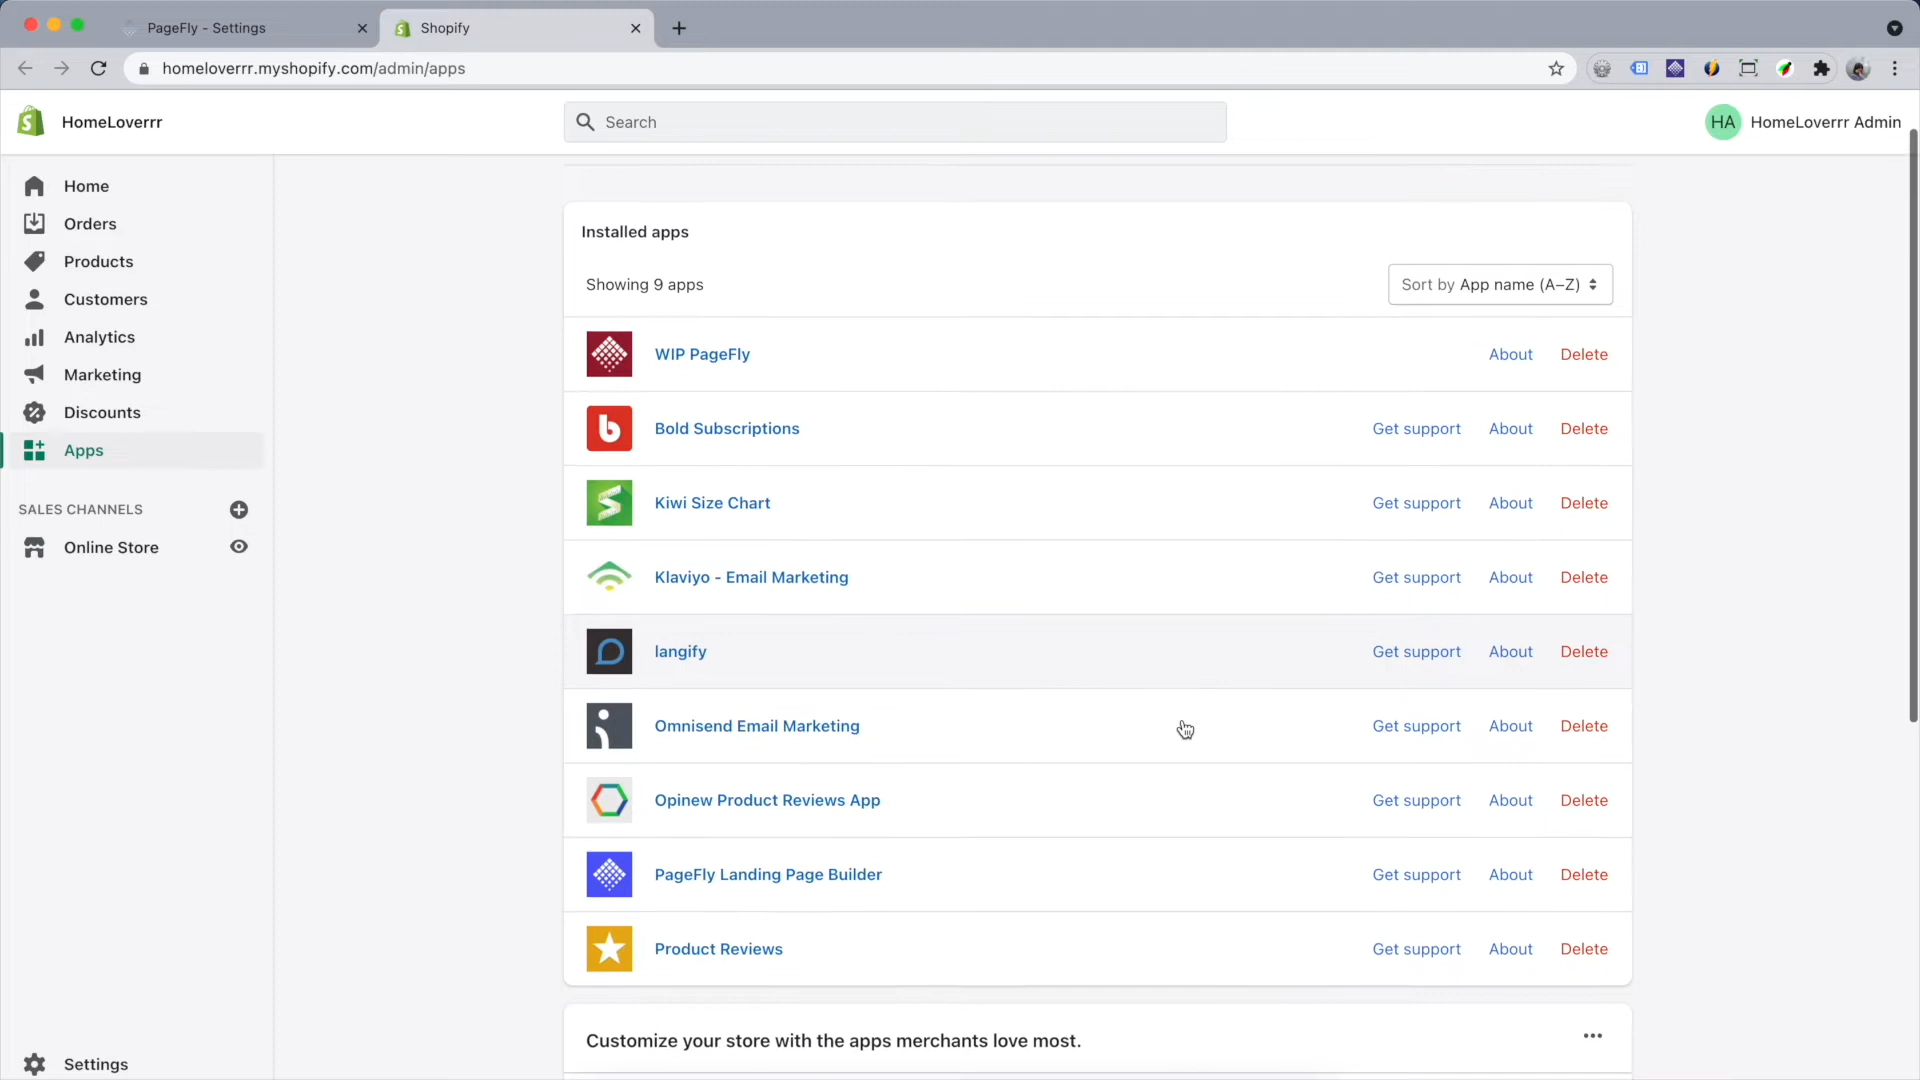 PageFly - Settings
Shopify
homeloverrr.myshopify.com/admin/apps
HomeLoverrr
Search
HA
HomeLoverrr Admin
Home
Orders
Products
Customers
Analytics
Marketing
Discounts
Apps
SALES CHANNELS
Online Store
Settings
Installed apps
Showing 9 apps
Sort by App name (A–Z)
WIP PageFly About Delete
Bold Subscriptions Get support About Delete
Kiwi Size Chart Get support About Delete
Klaviyo - Email Marketing Get support About Delete
langify Get support About Delete
Omnisend Email Marketing Get support About Delete
Opinew Product Reviews App Get support About Delete
PageFly Landing Page Builder Get support About Delete
Product Reviews Get support About Delete
Customize your store with the apps merchants love most.